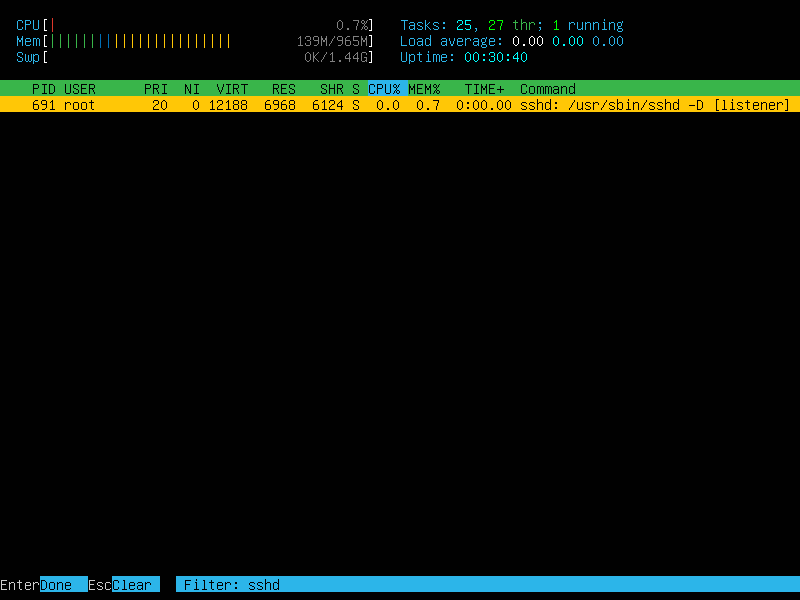 CPU[| 0.7%] Tasks: 25, 27 thr; 1 running
Mem[||||||||||||||||||||||| 139M/965M] Load average: 0.00 0.00 0.00
Swp[ 0K/1.44G] Uptime: 00:30:40
PID USER PRI NI VIRT RES SHR S CPU% MEM% TIME+ Command
691 root 20 0 12188 6968 6124 S 0.0 0.7 0:00.00 sshd: /usr/sbin/sshd -D [listener]
EnterDone EscClear Filter: sshd